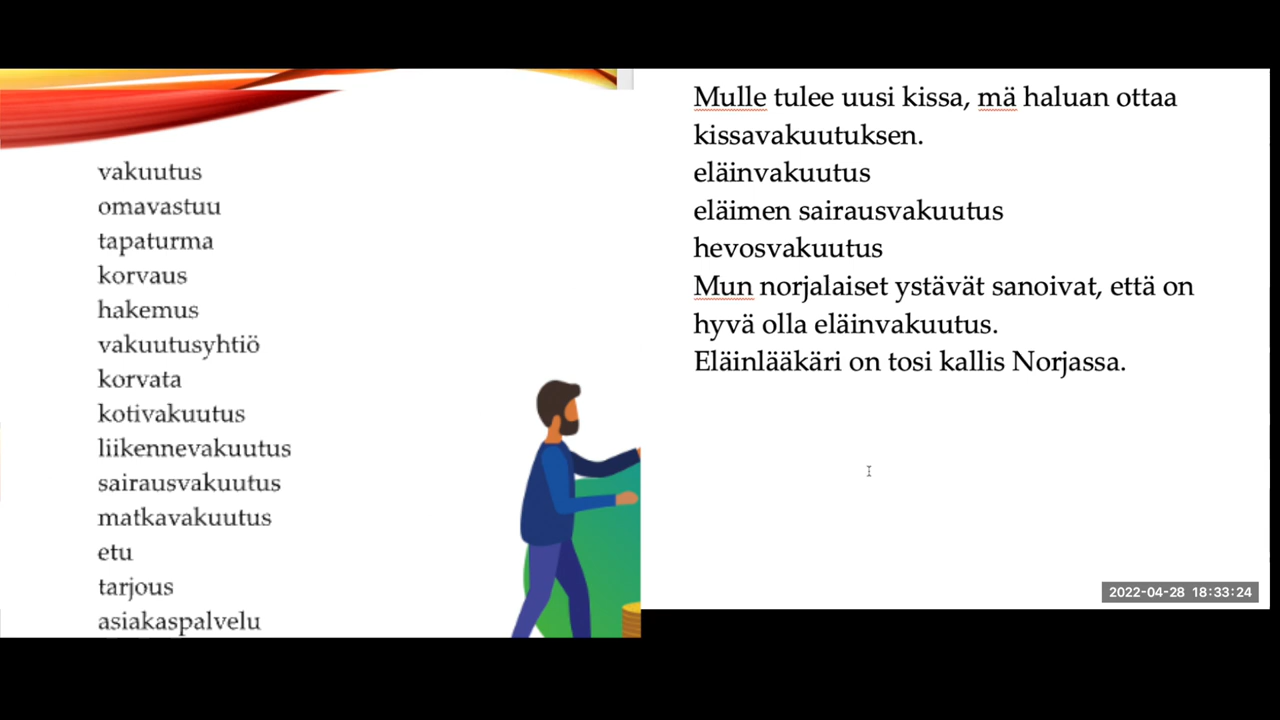 vakuutus
omavastuu
tapaturma
korvaus
hakemus
vakuutusyhtiö
korvata
kotivakuutus
liikennevakuutus
sairausvakuutus
matkavakuutus
etu
tarjous
asiakaspalvelu
Mulle tulee uusi kissa, mä haluan ottaa
kissavakuutuksen.
eläinvakuutus
eläimen sairausvakuutus
hevosvakuutus
Mun norjalaiset ystävät sanoivat, että on
hyvä olla eläinvakuutus.
Eläinlääkäri on tosi kallis Norjassa.
2022-04-28 18:33:24